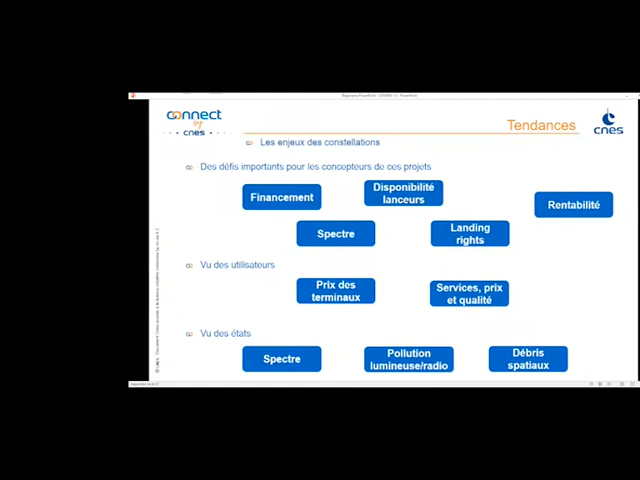 connect
by
cnes
Tendances
cnes
Les enjeux des constellations
Des défis importants pour les concepteurs de ces projets
Financement
Disponibilité
lanceurs
Rentabilité
Spectre
Landing
rights
Vu des utilisateurs
Prix des
terminaux
Services, prix
et qualité
Vu des états
Spectre
Pollution
lumineuse/radio
Débris
spatiaux